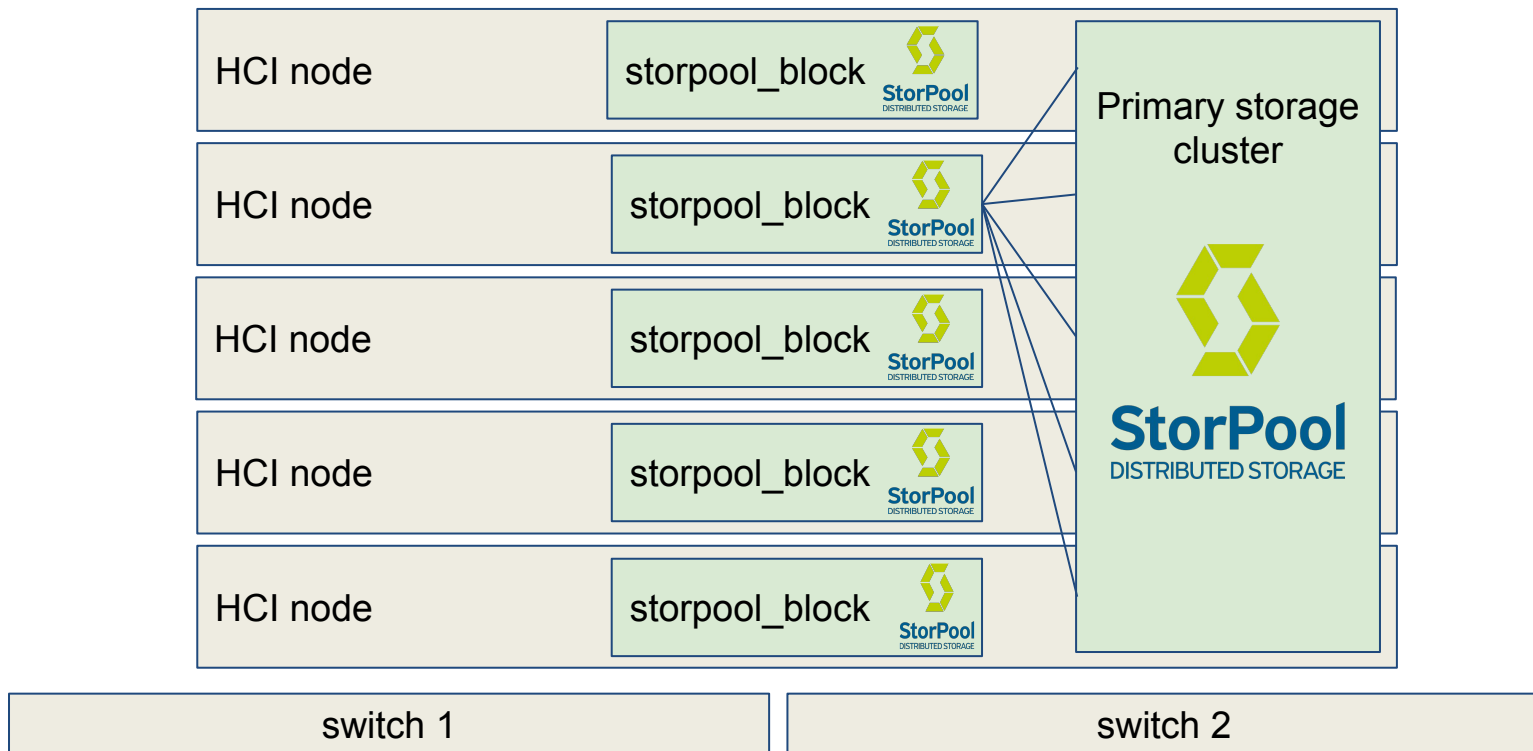 HCI node
storpool_block
StorPool
DISTRIBUTED STORAGE
Primary storage
cluster
HCI node
storpool_block
StorPool
DISTRIBUTED STORAGE
HCI node
storpool_block
StorPool
DISTRIBUTED STORAGE
StorPool
DISTRIBUTED STORAGE
HCI node
storpool_block
StorPool
DISTRIBUTED STORAGE
HCI node
storpool_block
StorPool
DISTRIBUTED STORAGE
switch 1
switch 2